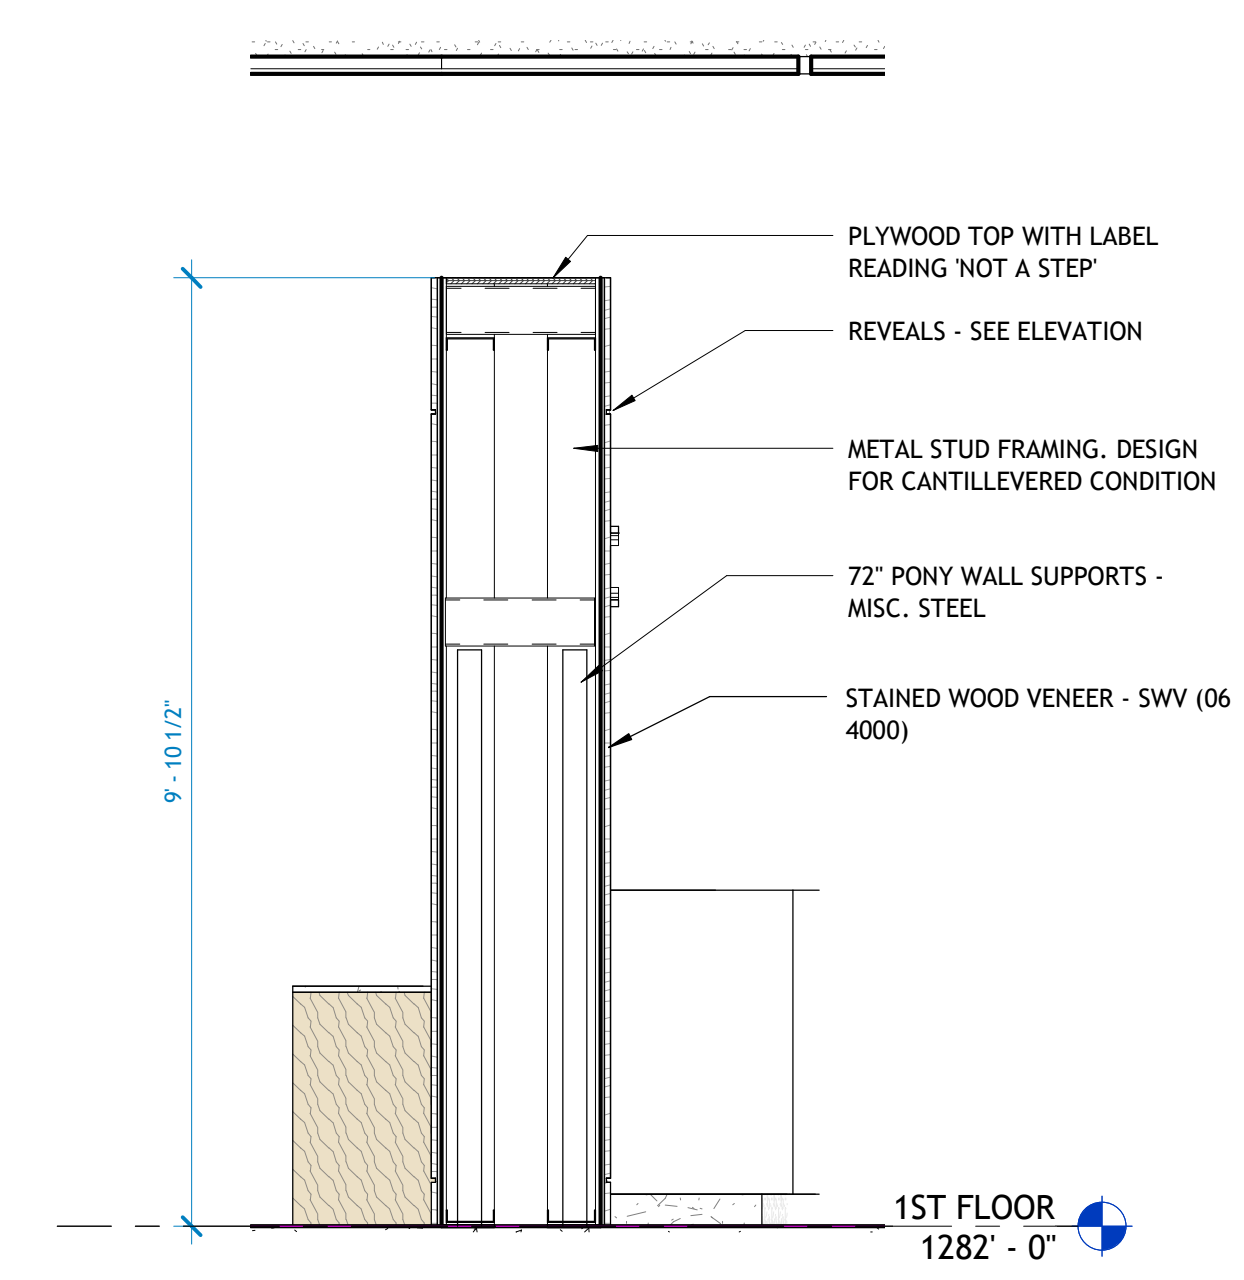 PLYWOOD TOP WITH LABEL
READING 'NOT A STEP'
REVEALS - SEE ELEVATION
METAL STUD FRAMING. DESIGN
FOR CANTILLEVERED CONDITION
72" PONY WALL SUPPORTS -
MISC. STEEL
STAINED WOOD VENEER - SWV (06
4000)
9' - 10 1/2"
1ST FLOOR
1282' - 0"